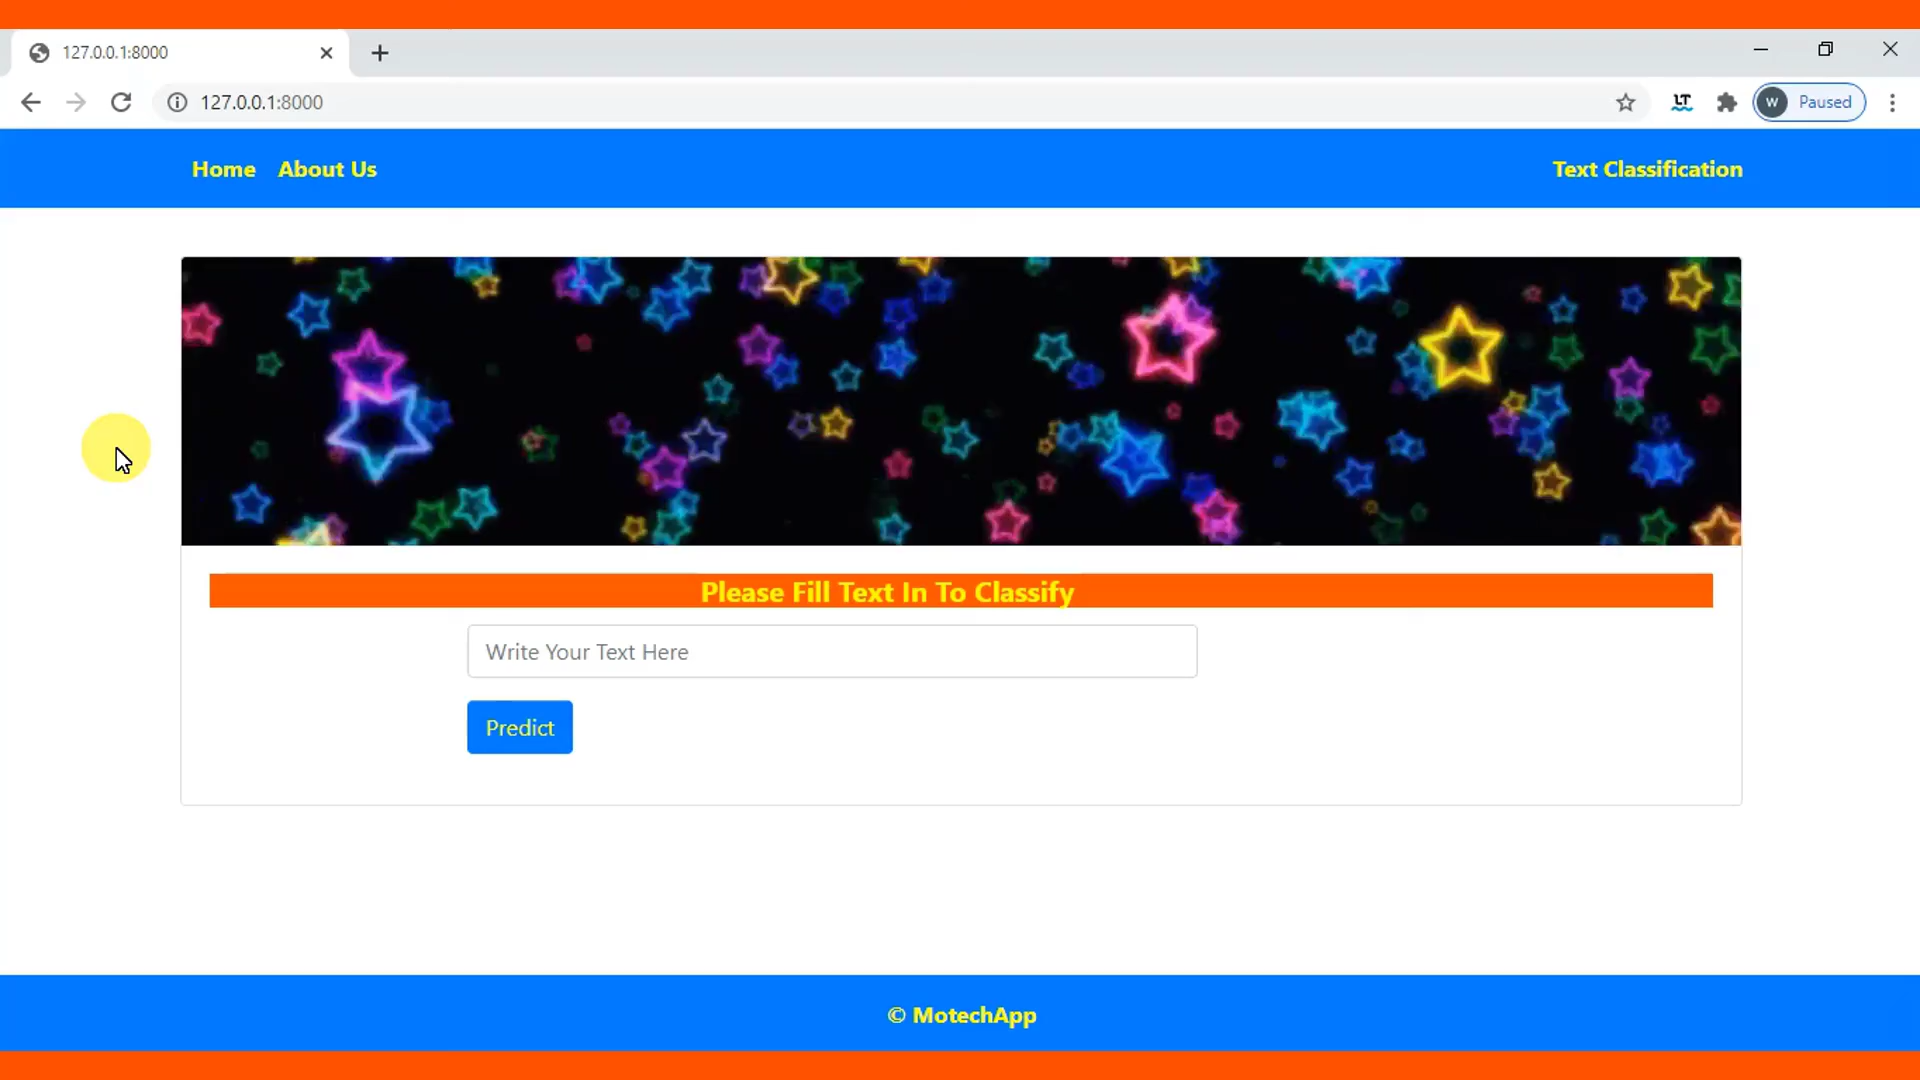 127.0.0.1:8000
127.0.0.1:8000
LT
W Paused
Home About Us Text Classification
Please Fill Text In To Classify
Write Your Text Here
Predict
© MotechApp